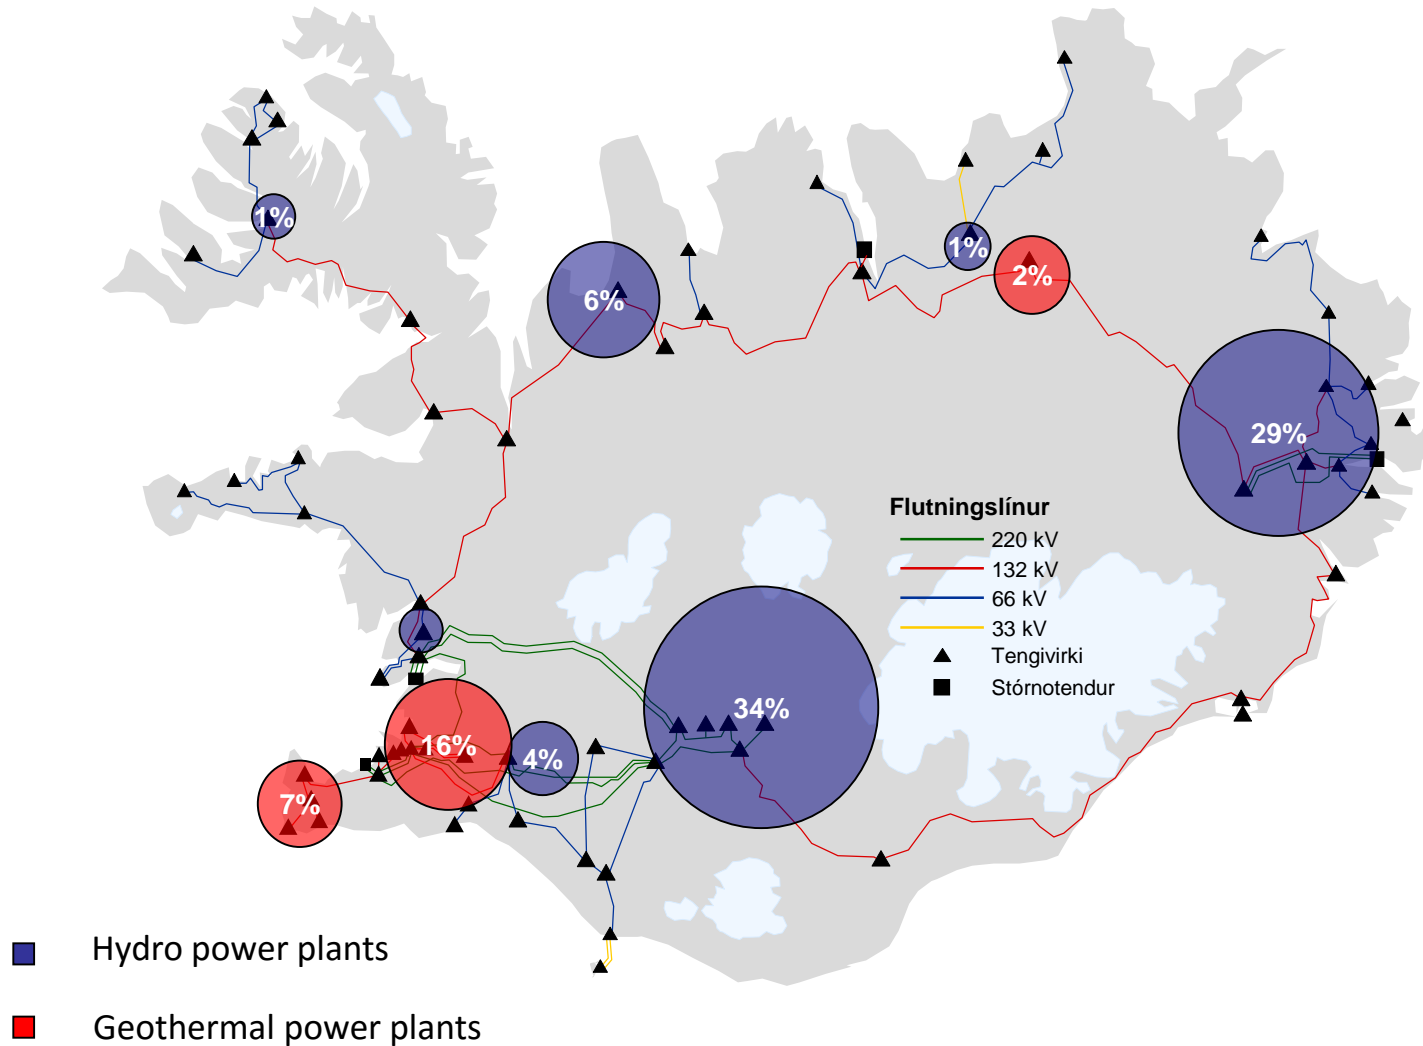 1%
6%
1%
2%
29%
Flutningslínur
220 kV
132 kV
66 kV
33 kV
Tengivirki
Stórnotendur
34%
16%
4%
7%
Hydro power plants
Geothermal power plants